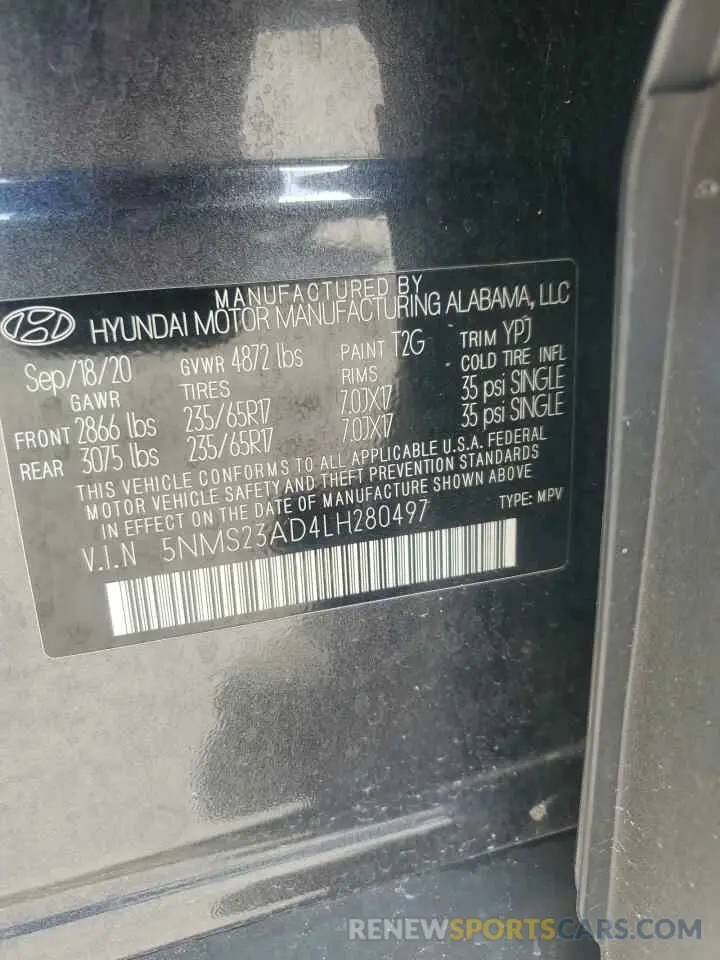 MANUFACTURED BY
HYUNDAI MOTOR MANUFACTURING ALABAMA, LLC
Sep/18/20 GVWR 4872 lbs PAINT T2G TRIM YPJ
GAWR TIRES RIMS COLD TIRE INFL
FRONT 2866 lbs 235/65R17 7.0JX17 35 psi SINGLE
REAR 3075 lbs 235/65R17 7.0JX17 35 psi SINGLE
THIS VEHICLE CONFORMS TO ALL APPLICABLE U.S.A. FEDERAL
MOTOR VEHICLE SAFETY AND THEFT PREVENTION STANDARDS
IN EFFECT ON THE DATE OF MANUFACTURE SHOWN ABOVE
V.I.N 5NMS23AD4LH280497 TYPE: MPV
RENEWSPORTSCARS.COM